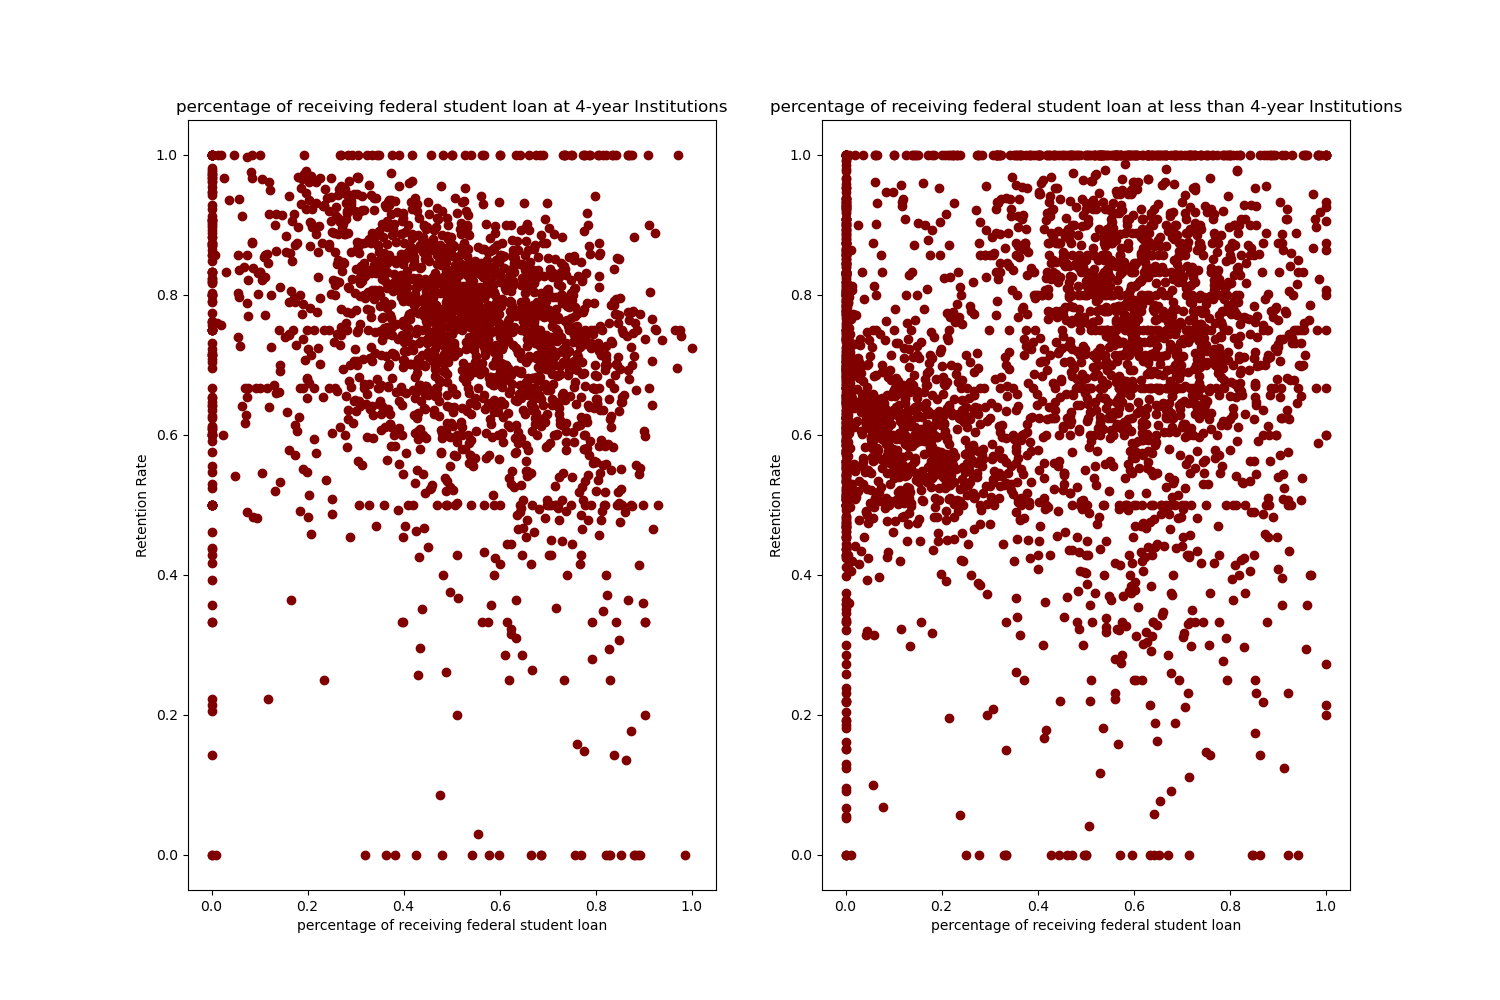 percentage of receiving federal student loan at 4-year Institutions
Retention Rate
1.0
0.8
0.6
0.4
0.2
0.0
0.0 0.2 0.4 0.6 0.8 1.0
percentage of receiving federal student loan
percentage of receiving federal student loan at less than 4-year Institutions
Retention Rate
1.0
0.8
0.6
0.4
0.2
0.0
0.0 0.2 0.4 0.6 0.8 1.0
percentage of receiving federal student loan